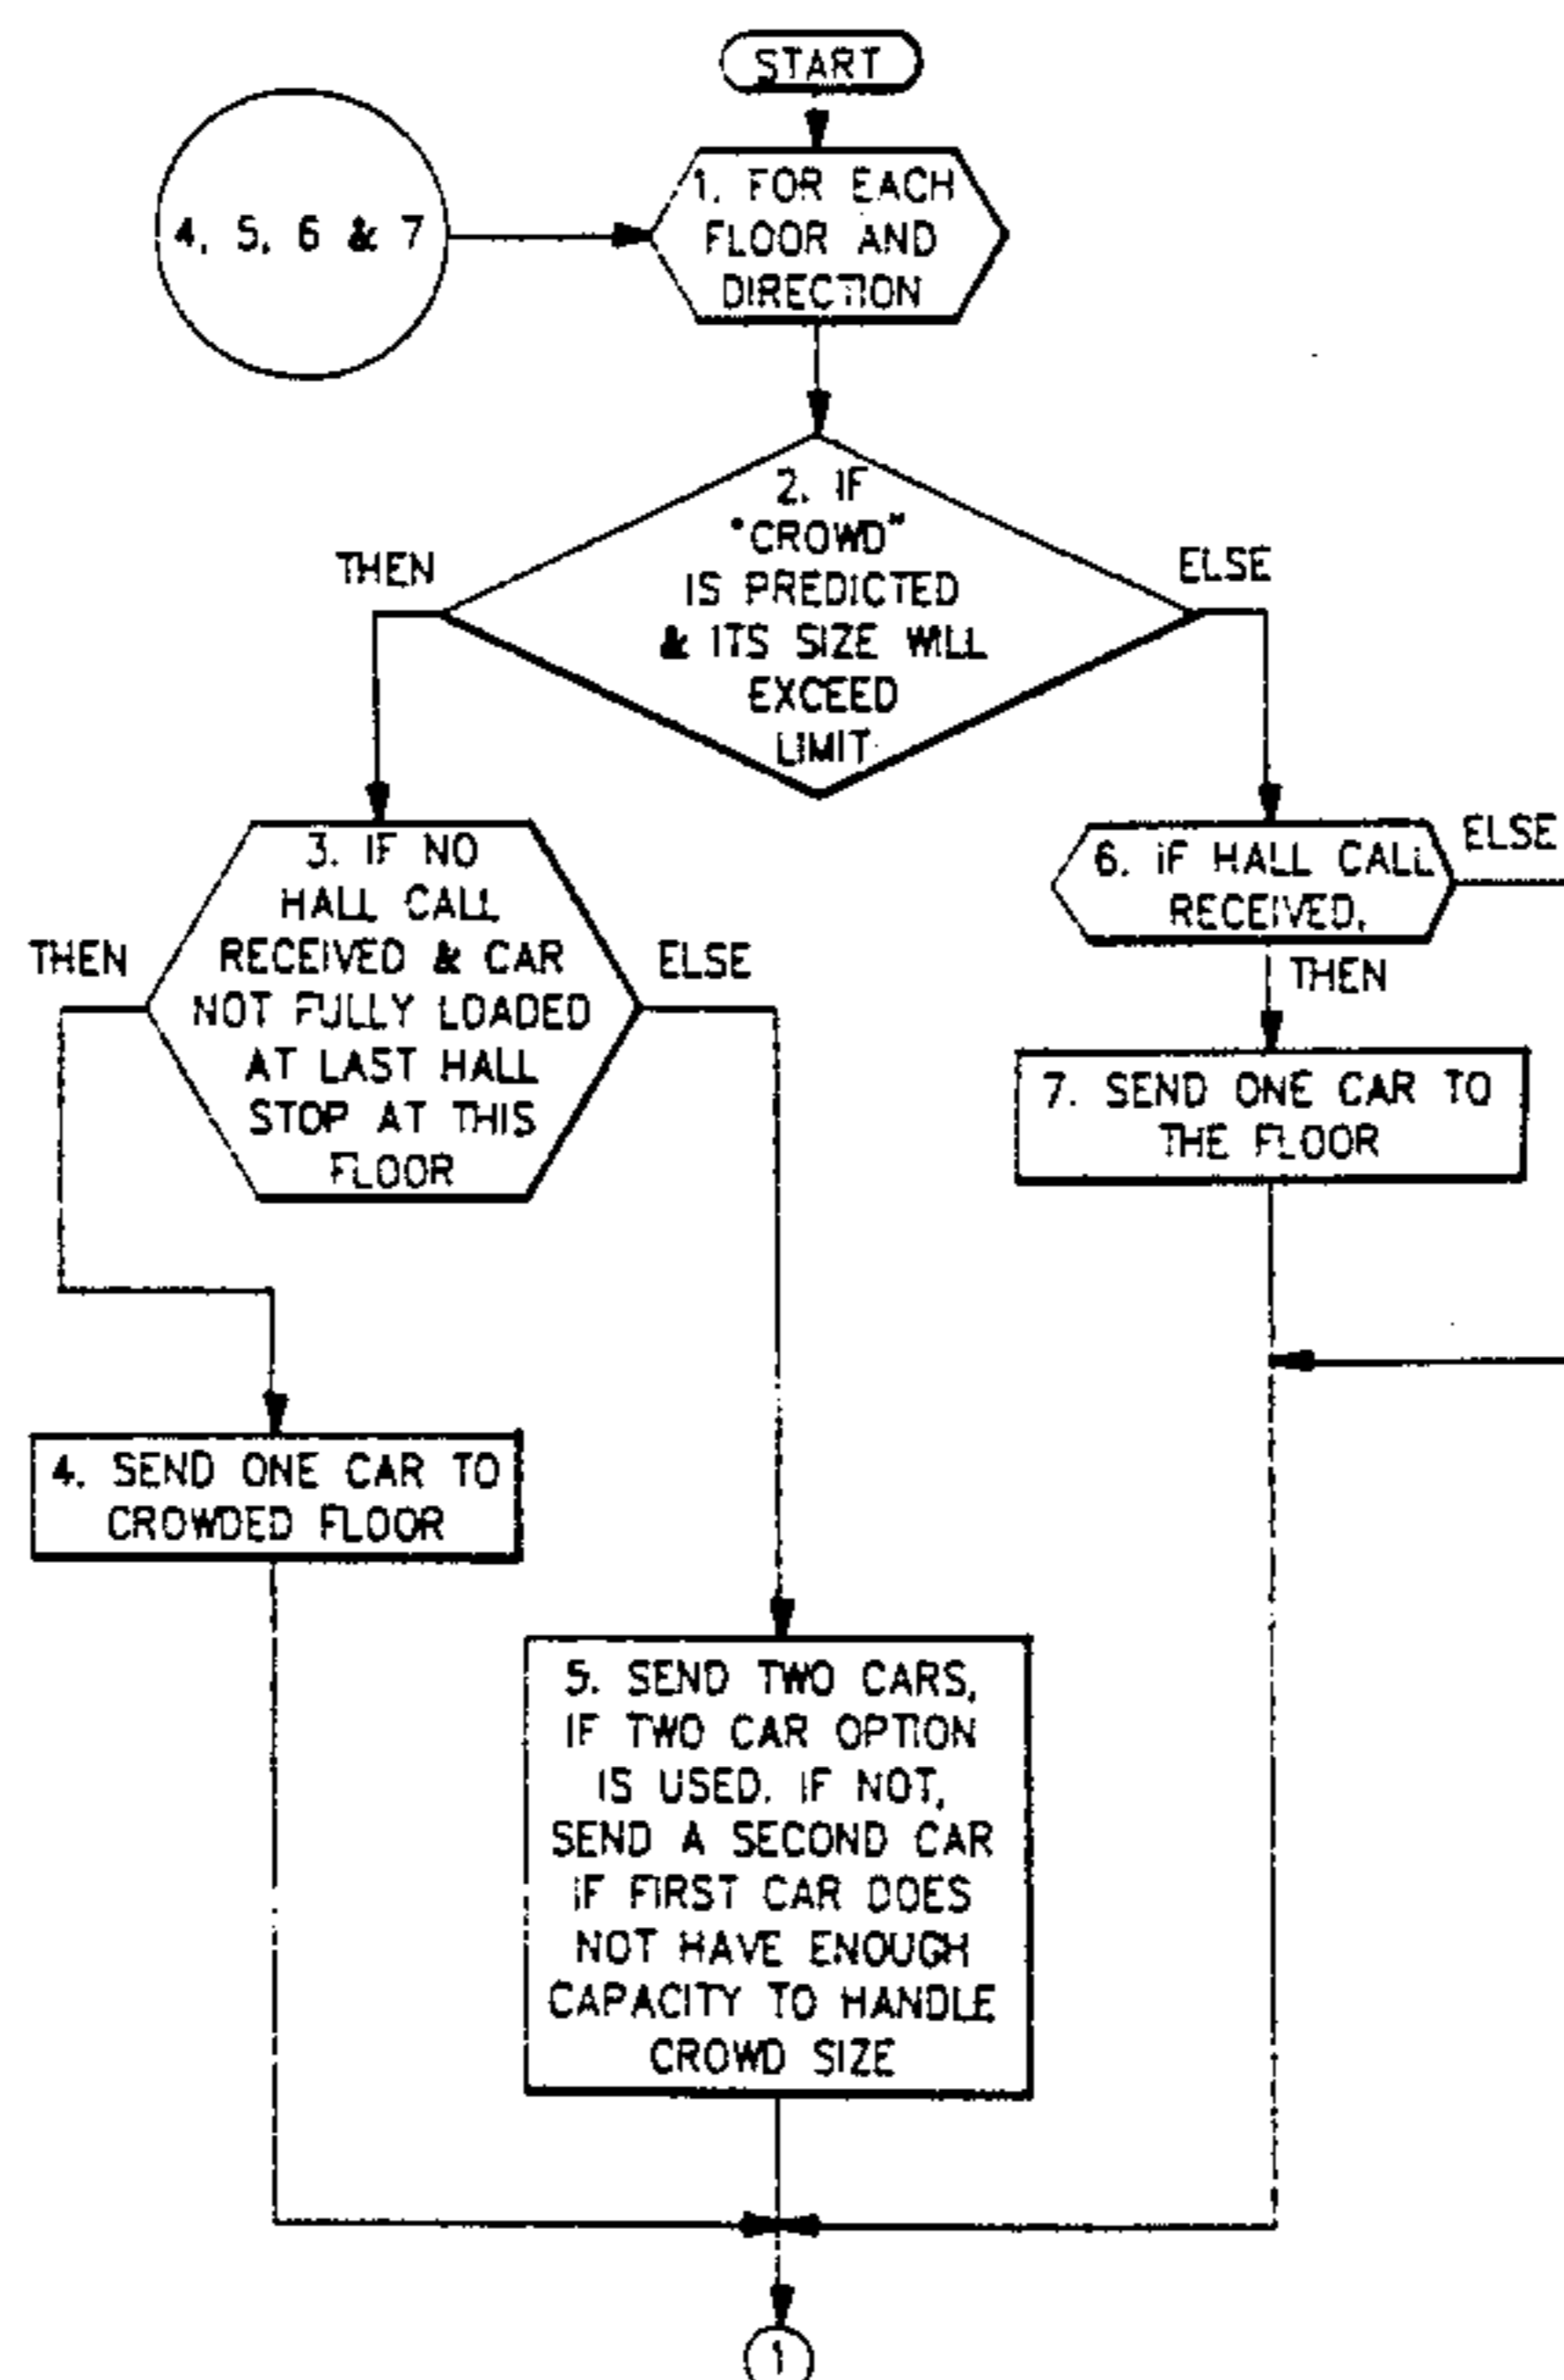 START
4, 5, 6 & 7
1. FOR EACH
FLOOR AND
DIRECTION
2. IF
"CROWD"
IS PREDICTED
& ITS SIZE WILL
EXCEED
LIMIT
THEN
ELSE
3. IF NO
HALL CALL
RECEIVED & CAR
NOT FULLY LOADED
AT LAST HALL
STOP AT THIS
FLOOR
THEN
ELSE
6. IF HALL CALL
RECEIVED,
ELSE
THEN
7. SEND ONE CAR TO
THE FLOOR
4. SEND ONE CAR TO
CROWDED FLOOR
5. SEND TWO CARS,
IF TWO CAR OPTION
IS USED. IF NOT,
SEND A SECOND CAR
IF FIRST CAR DOES
NOT HAVE ENOUGH
CAPACITY TO HANDLE
CROWD SIZE
1